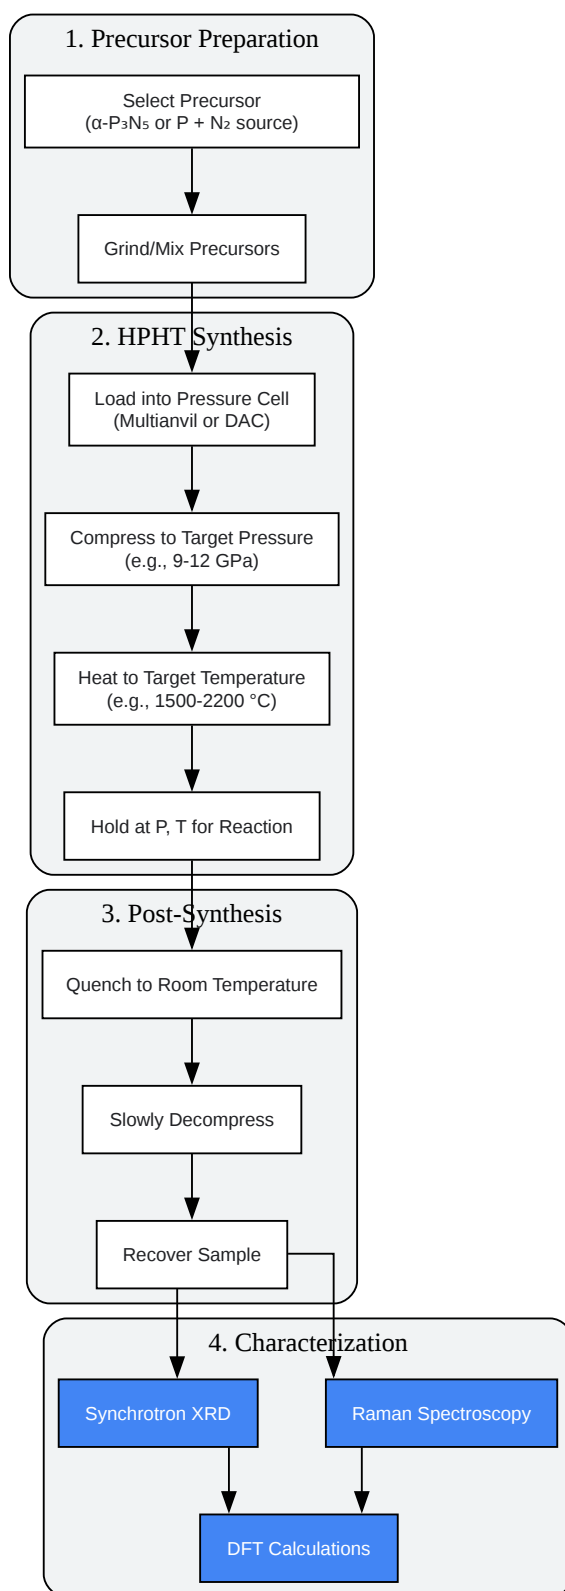 1. Precursor Preparation
Select Precursor
(α-P₃N₅ or P + N₂ source)
Grind/Mix Precursors
2. HPHT Synthesis
Load into Pressure Cell
(Multianvil or DAC)
Compress to Target Pressure
(e.g., 9-12 GPa)
Heat to Target Temperature
(e.g., 1500-2200 °C)
Hold at P, T for Reaction
3. Post-Synthesis
Quench to Room Temperature
Slowly Decompress
Recover Sample
4. Characterization
Synchrotron XRD
Raman Spectroscopy
DFT Calculations